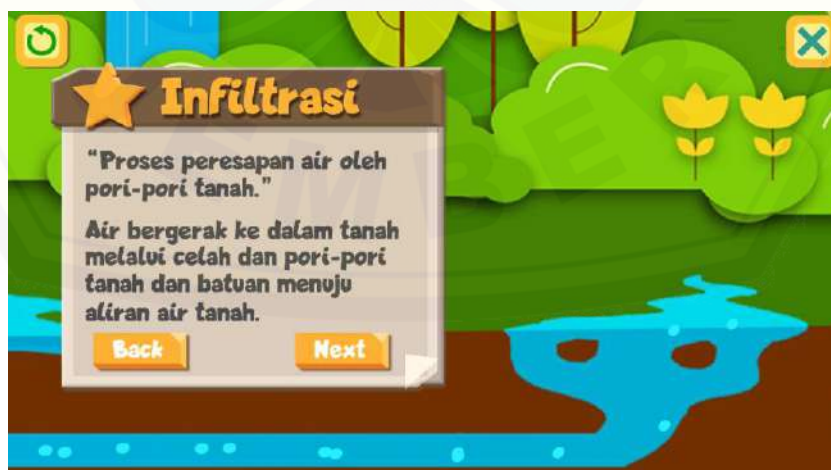 Infiltrasi
"Proses peresapan air oleh
pori-pori tanah."
Air bergerak ke dalam tanah
melalui celah dan pori-pori
tanah dan batuan menuju
aliran air tanah.
Back
Next